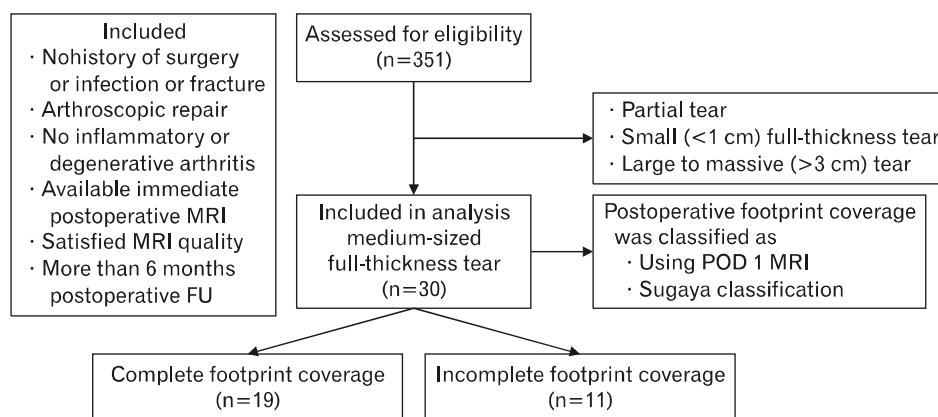 Included
· Nohistory of surgery
or infection or fracture
· Arthroscopic repair
· No inflammatory or
degenerative arthritis
· Available immediate
postoperative MRI
· Satisfied MRI quality
· More than 6 months
postoperative FU
Assessed for eligibility
(n=351)
· Partial tear
· Small (<1 cm) full-thickness tear
· Large to massive (>3 cm) tear
Included in analysis
medium-sized
full-thickness tear
(n=30)
Postoperative footprint coverage
was classified as
· Using POD 1 MRI
· Sugaya classification
Complete footprint coverage
(n=19)
Incomplete footprint coverage
(n=11)